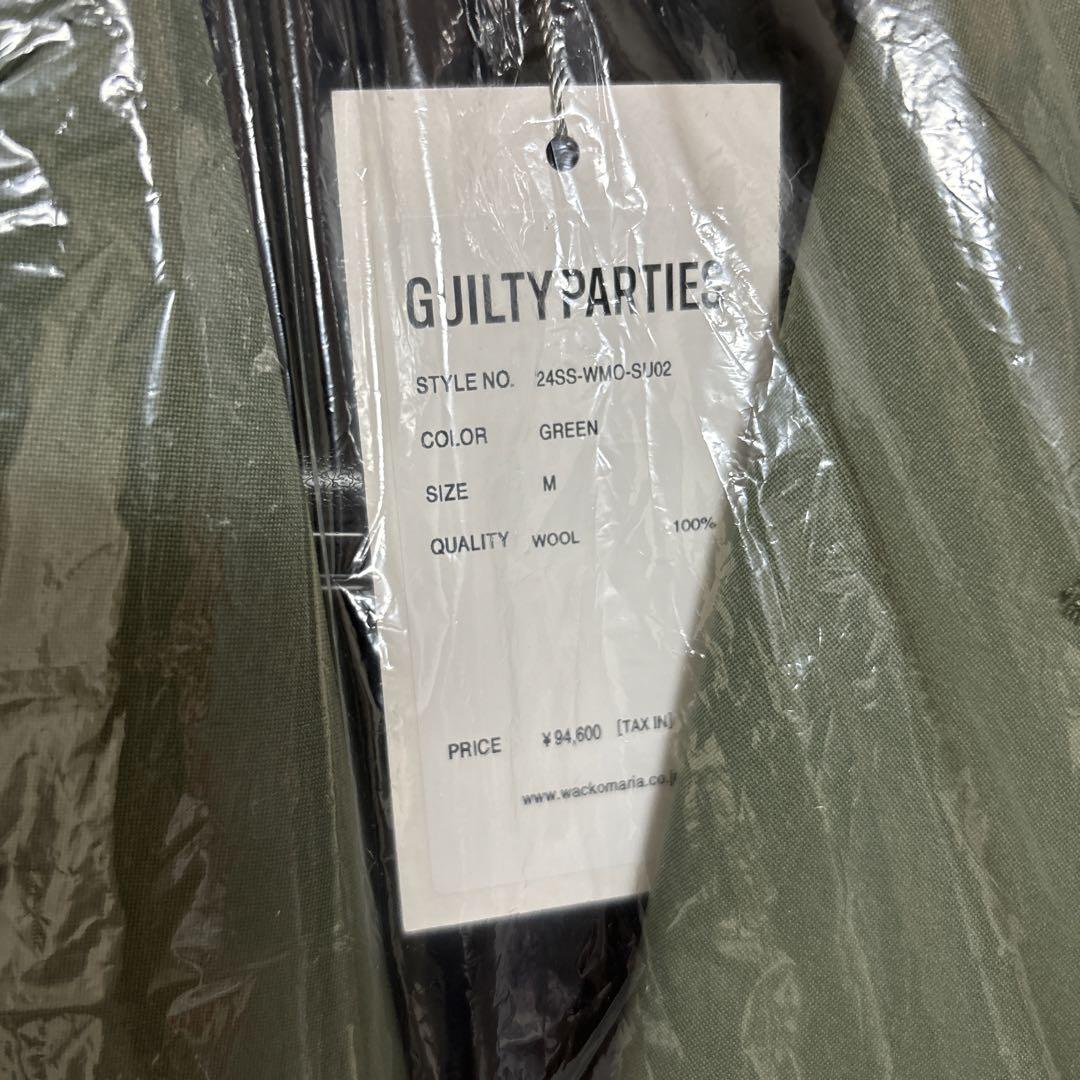 GUILTY PARTIES
STYLE NO. 24SS-WMO-SU02
COLOR GREEN
SIZE M
QUALITY WOOL 100%
PRICE ¥94,600 [TAX IN]
www.wackomaria.co.j